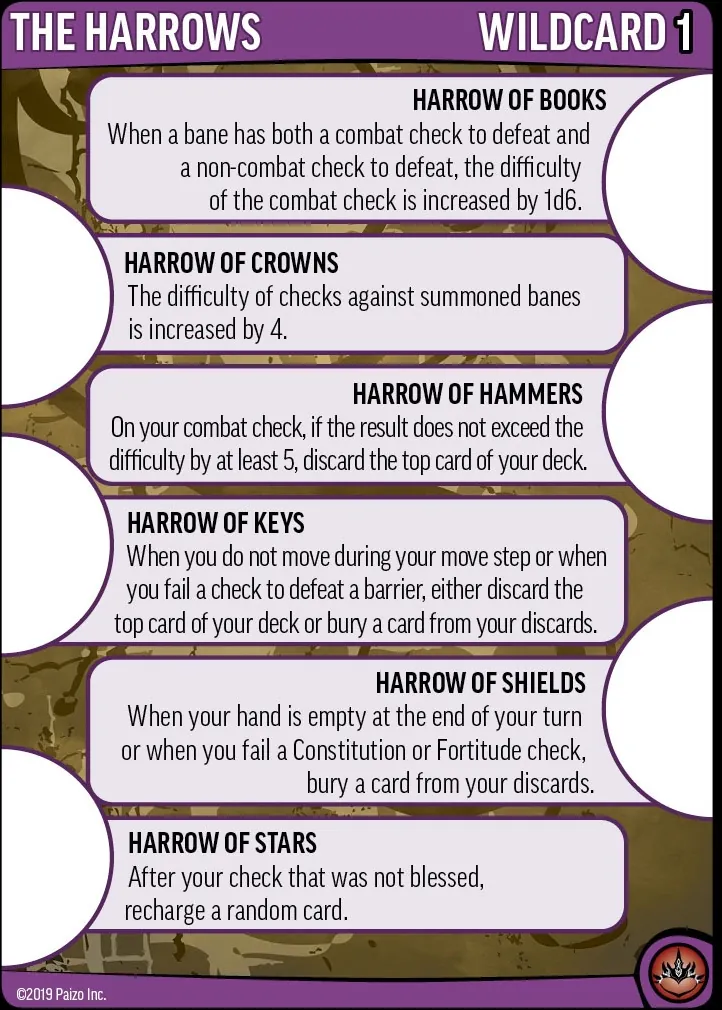 THE HARROWS WILDCARD 1
HARROW OF BOOKS
When a bane has both a combat check to defeat and
a non-combat check to defeat, the difficulty
of the combat check is increased by 1d6.
HARROW OF CROWNS
The difficulty of checks against summoned banes
is increased by 4.
HARROW OF HAMMERS
On your combat check, if the result does not exceed the
difficulty by at least 5, discard the top card of your deck.
HARROW OF KEYS
When you do not move during your move step or when
you fail a check to defeat a barrier, either discard the
top card of your deck or bury a card from your discards.
HARROW OF SHIELDS
When your hand is empty at the end of your turn
or when you fail a Constitution or Fortitude check,
bury a card from your discards.
HARROW OF STARS
After your check that was not blessed,
recharge a random card.
©2019 Paizo Inc.